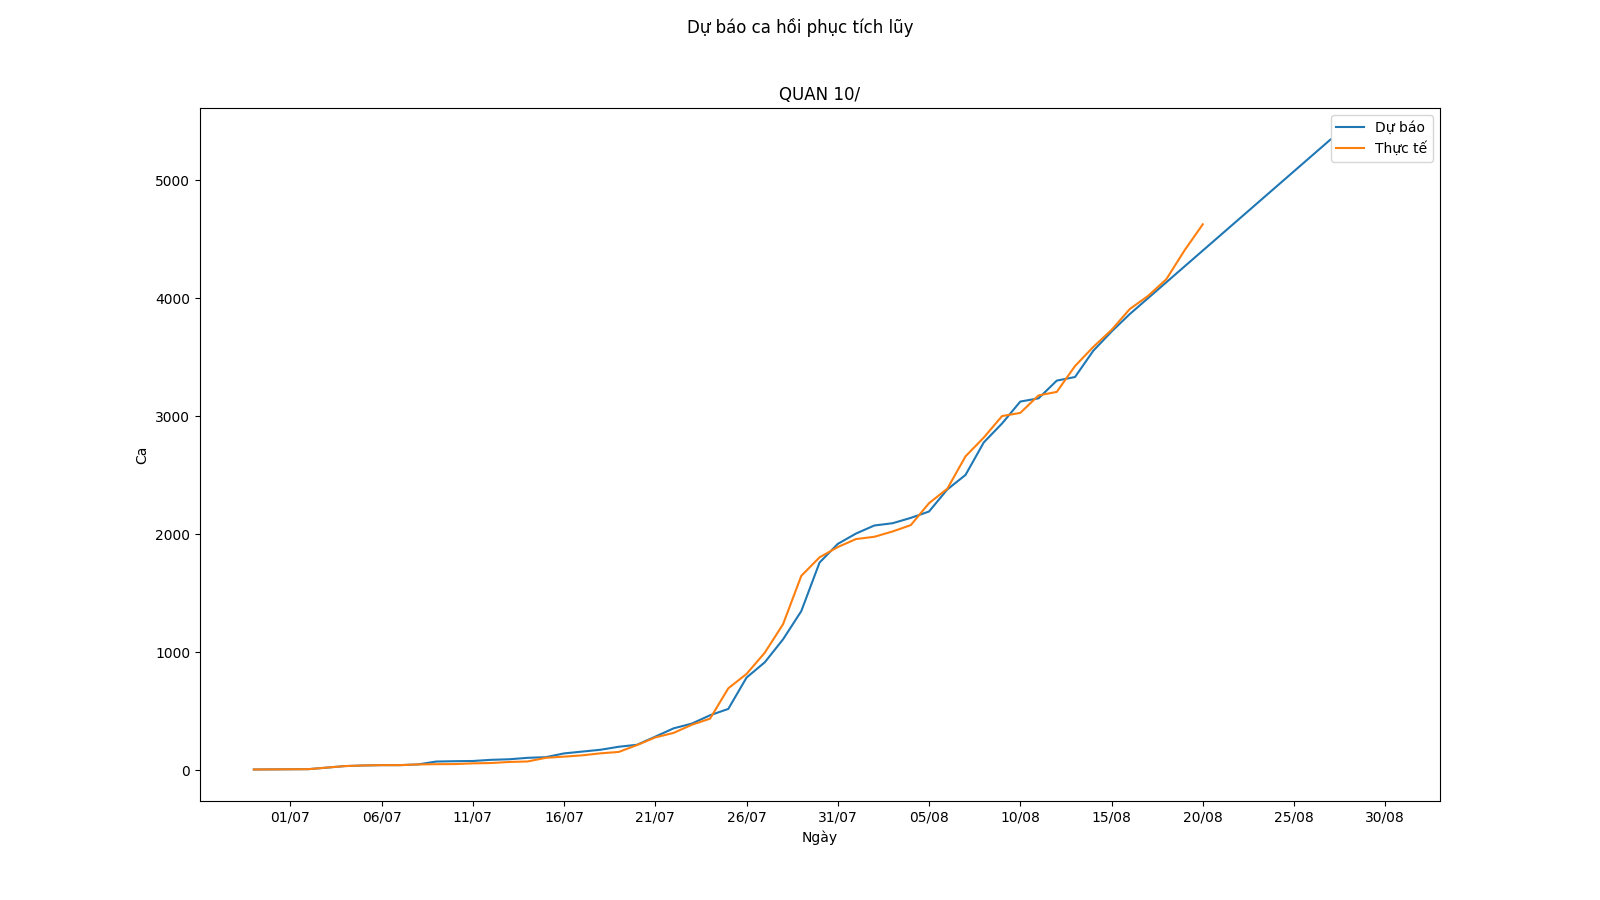 Dự báo ca hồi phục tích lũy
QUAN 10/
Dự báo
Thực tế
5000
4000
3000
2000
1000
0
Ca
01/07 06/07 11/07 16/07 21/07 26/07 31/07 05/08 10/08 15/08 20/08 25/08 30/08
Ngày